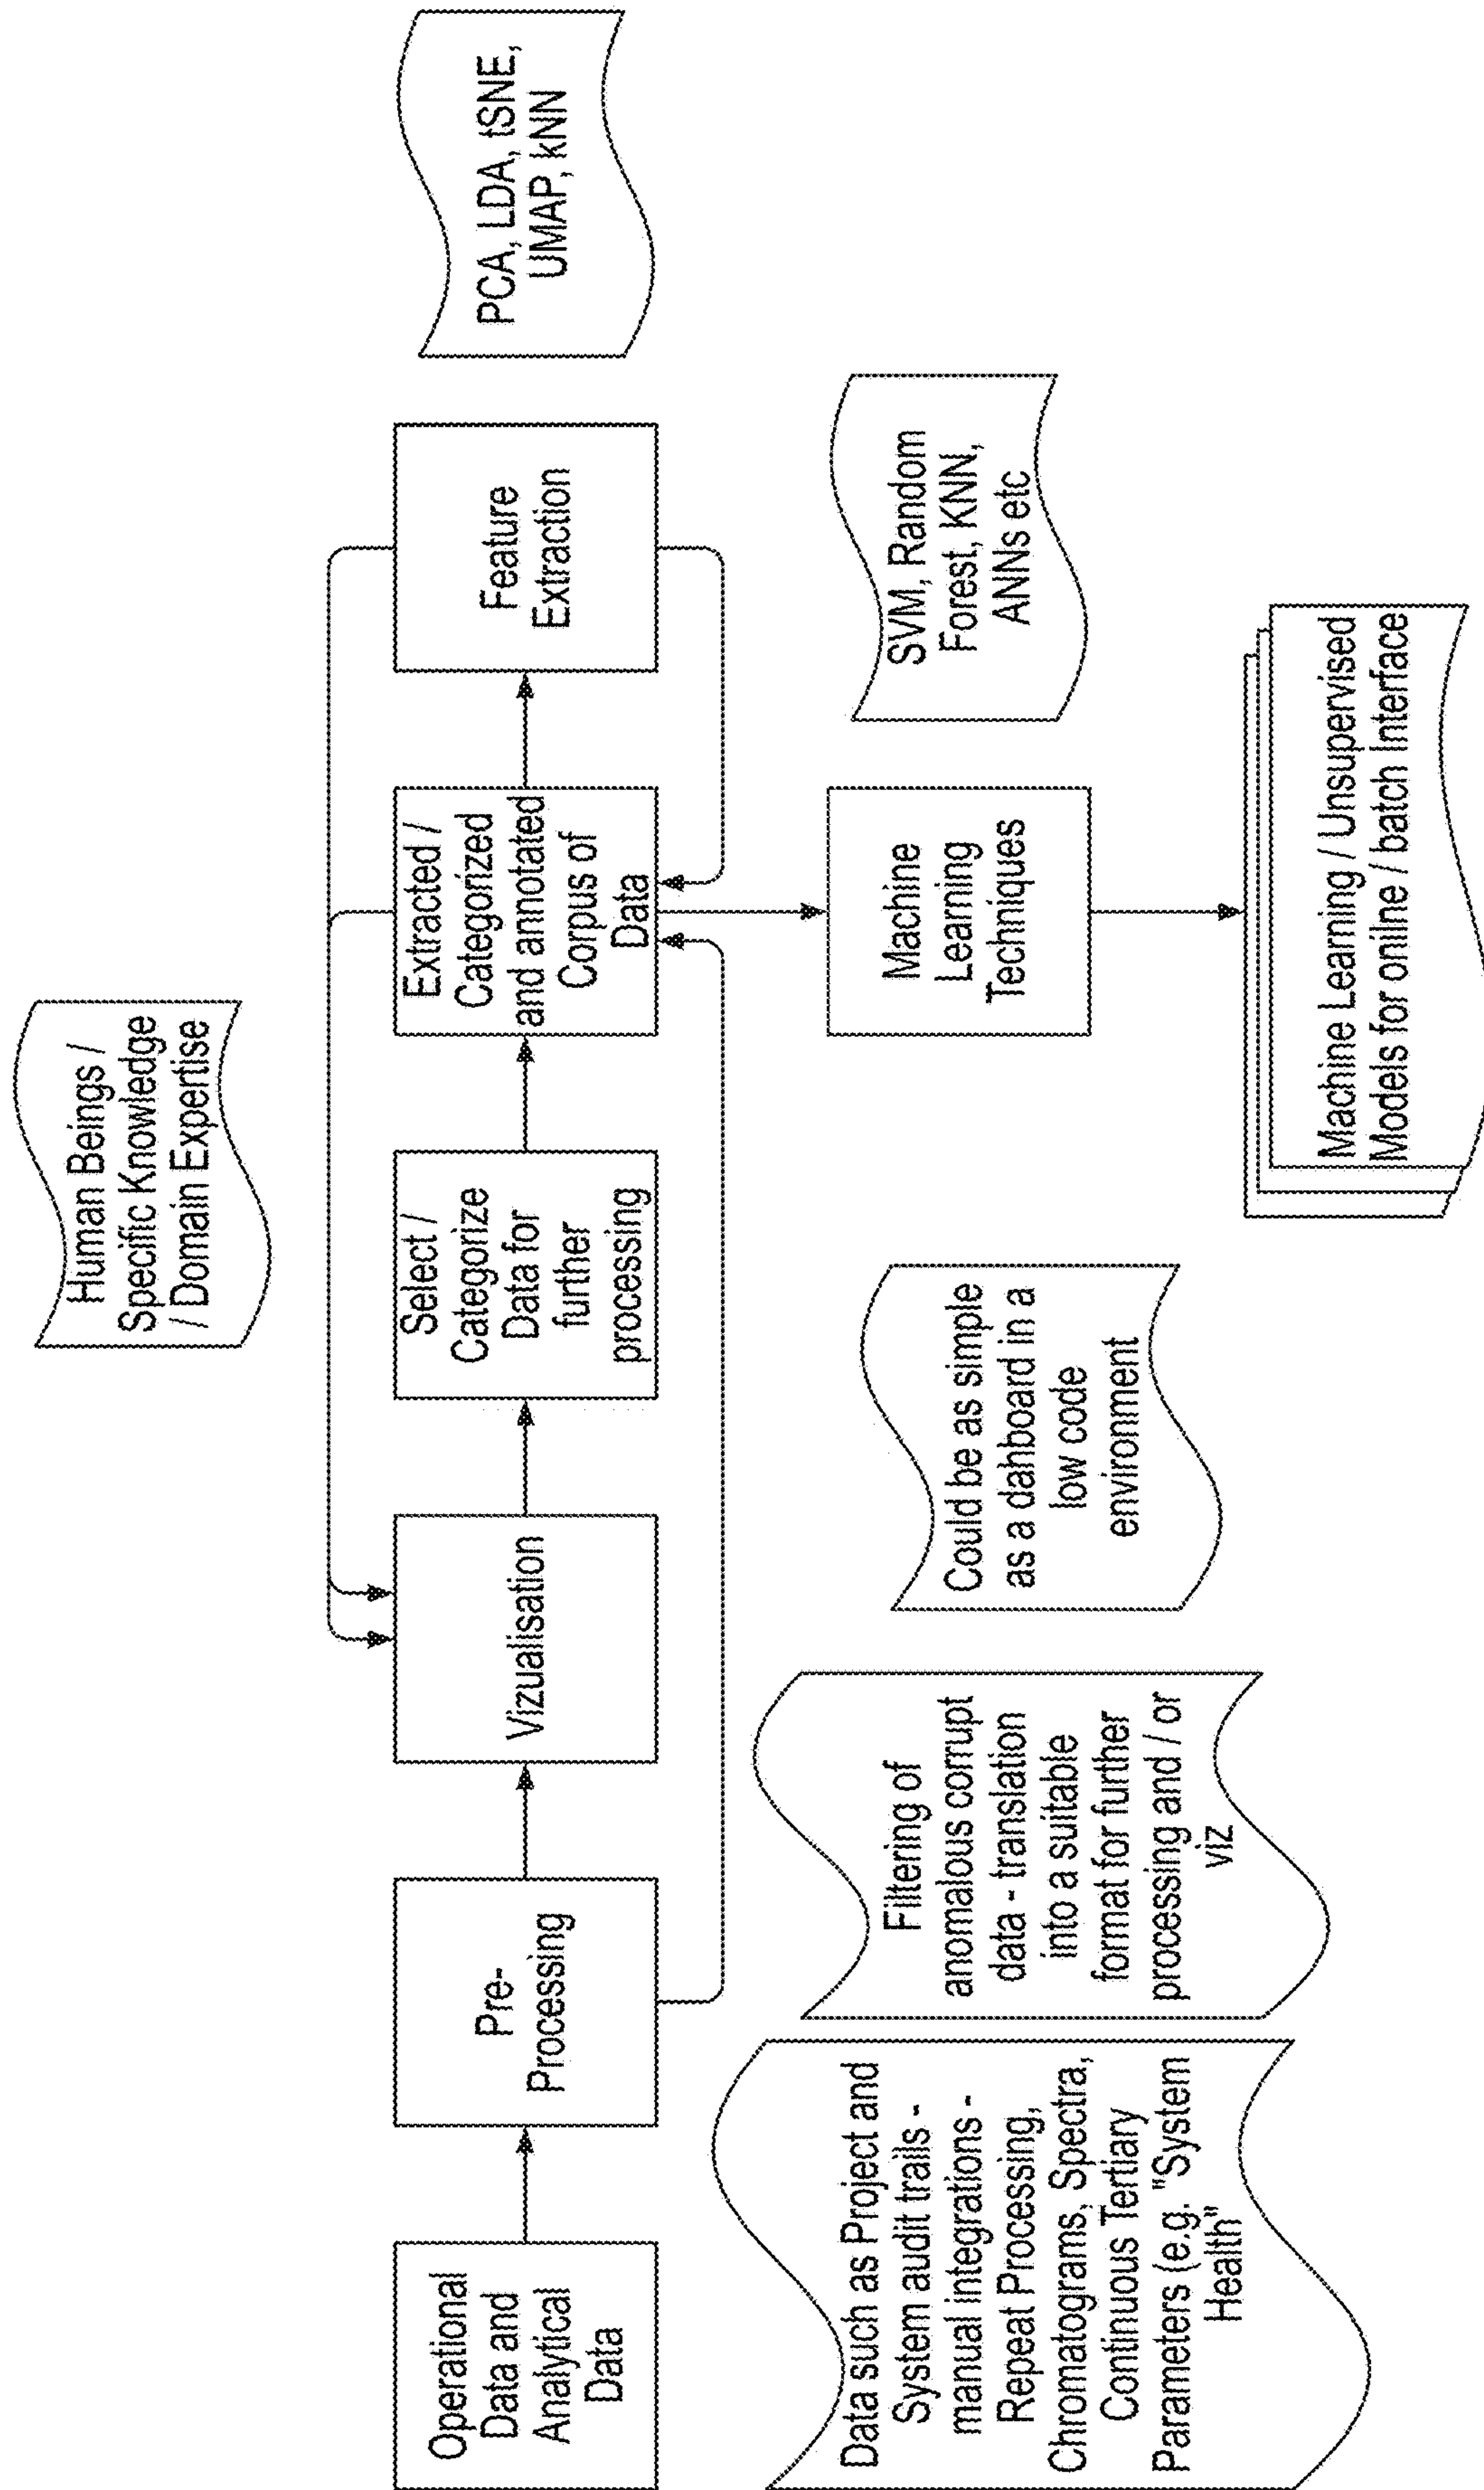 Human Beings /
Specific Knowledge
/ Domain Expertise
Operational
Data and
Analytical
Data
Pre-
Processing
Vizualisation
Select /
Categorize
Data for
further
processing
Extracted /
Categorized
and annotated
Corpus of
Data
Feature
Extraction
PCA, LDA, tSNE,
UMAP, kNN
Data such as Project and
System audit trails -
manual integrations -
Repeat Processing,
Chromatograms, Spectra,
Continuous Tertiary
Parameters (e.g. "System
Health"
Filtering of
anomalous corrupt
data - translation
into a suitable
format for further
processing and / or
viz
Could be as simple
as a dahboard in a
low code
environment
Machine
Learning
Techniques
SVM, Random
Forest, KNN,
ANNs etc
Machine Learning / Unsupervised
Models for online / batch Interface